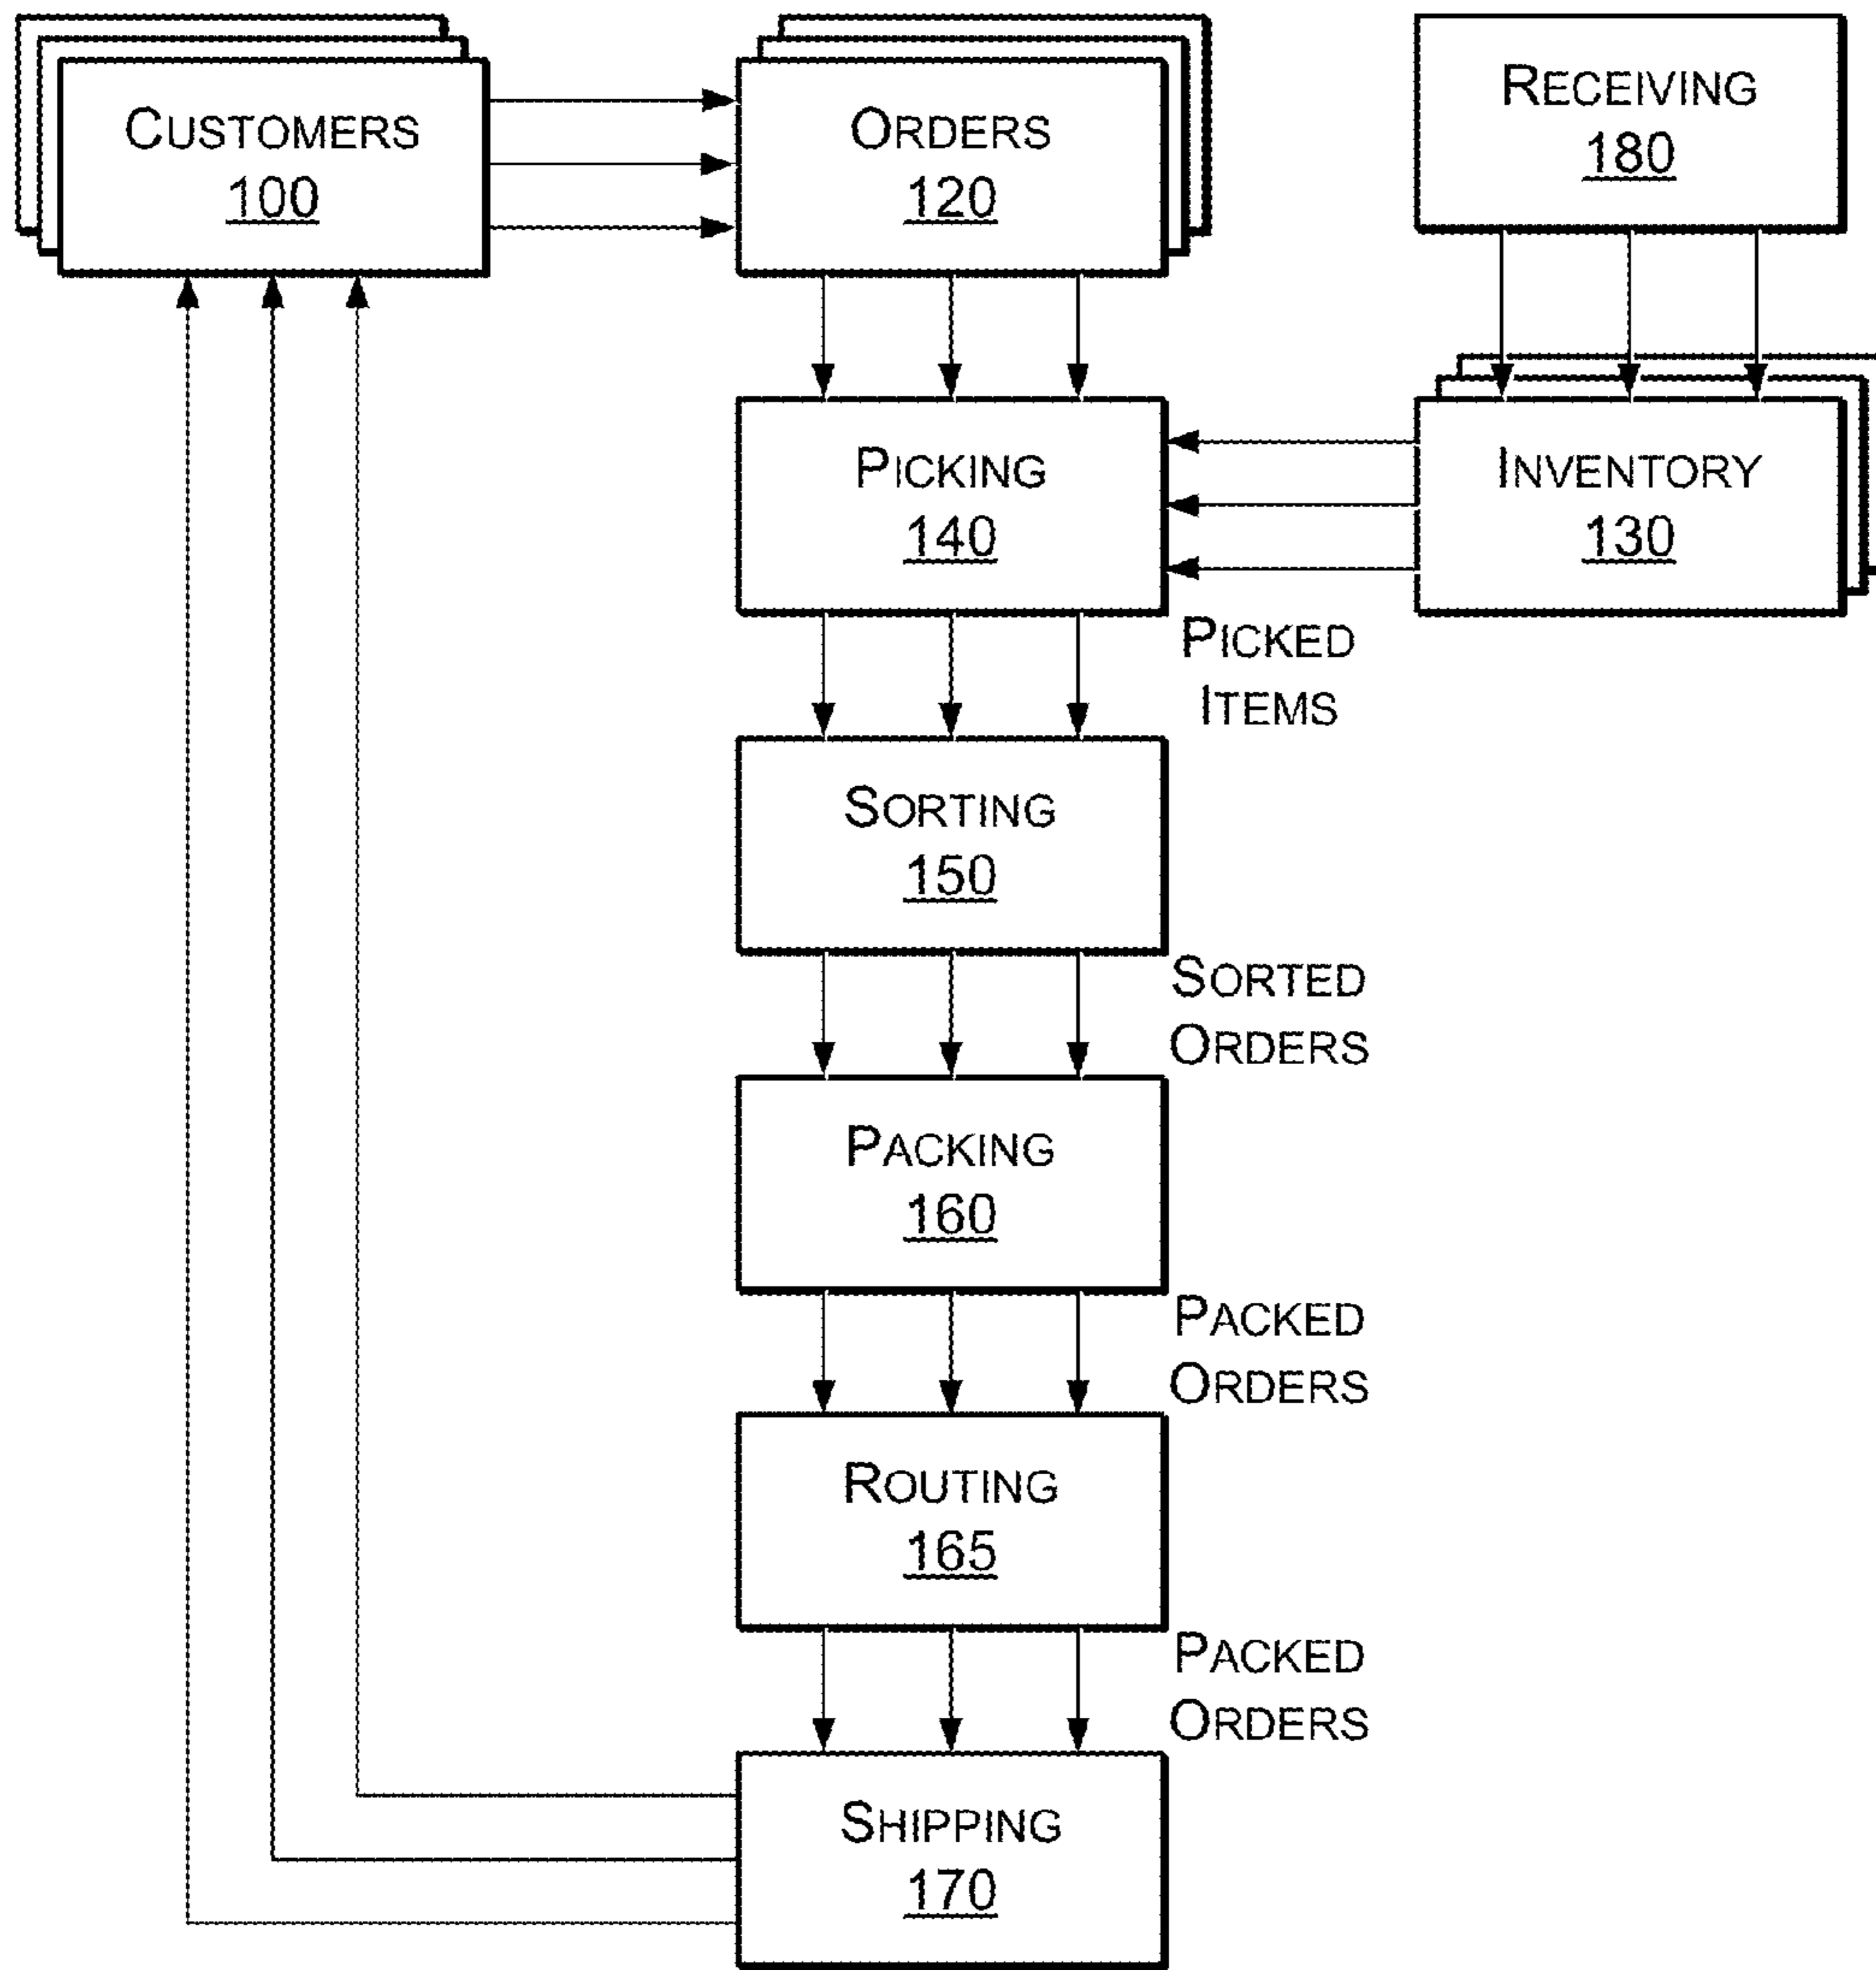 CUSTOMERS
100
ORDERS
120
RECEIVING
180
PICKING
140
INVENTORY
130
PICKED
ITEMS
SORTING
150
SORTED
ORDERS
PACKING
160
PACKED
ORDERS
ROUTING
165
PACKED
ORDERS
SHIPPING
170